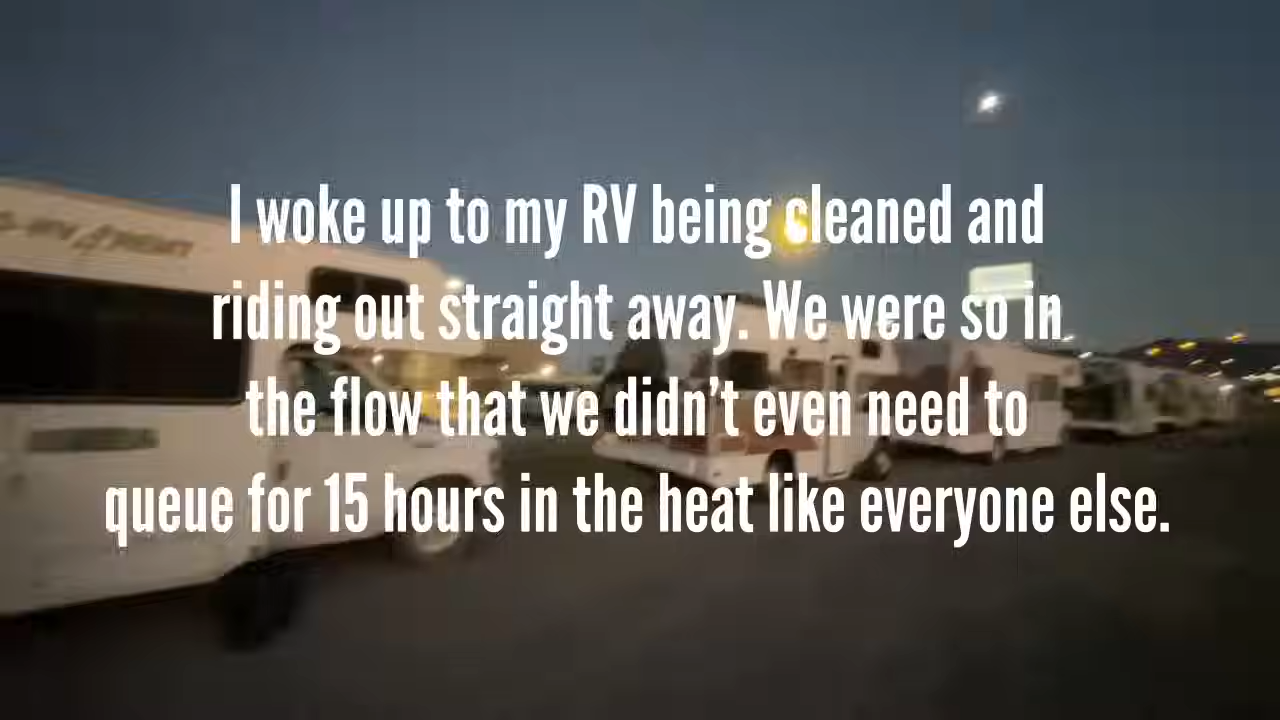 I woke up to my RV being cleaned and
riding out straight away. We were so in
the flow that we didn’t even need to
queue for 15 hours in the heat like everyone else.